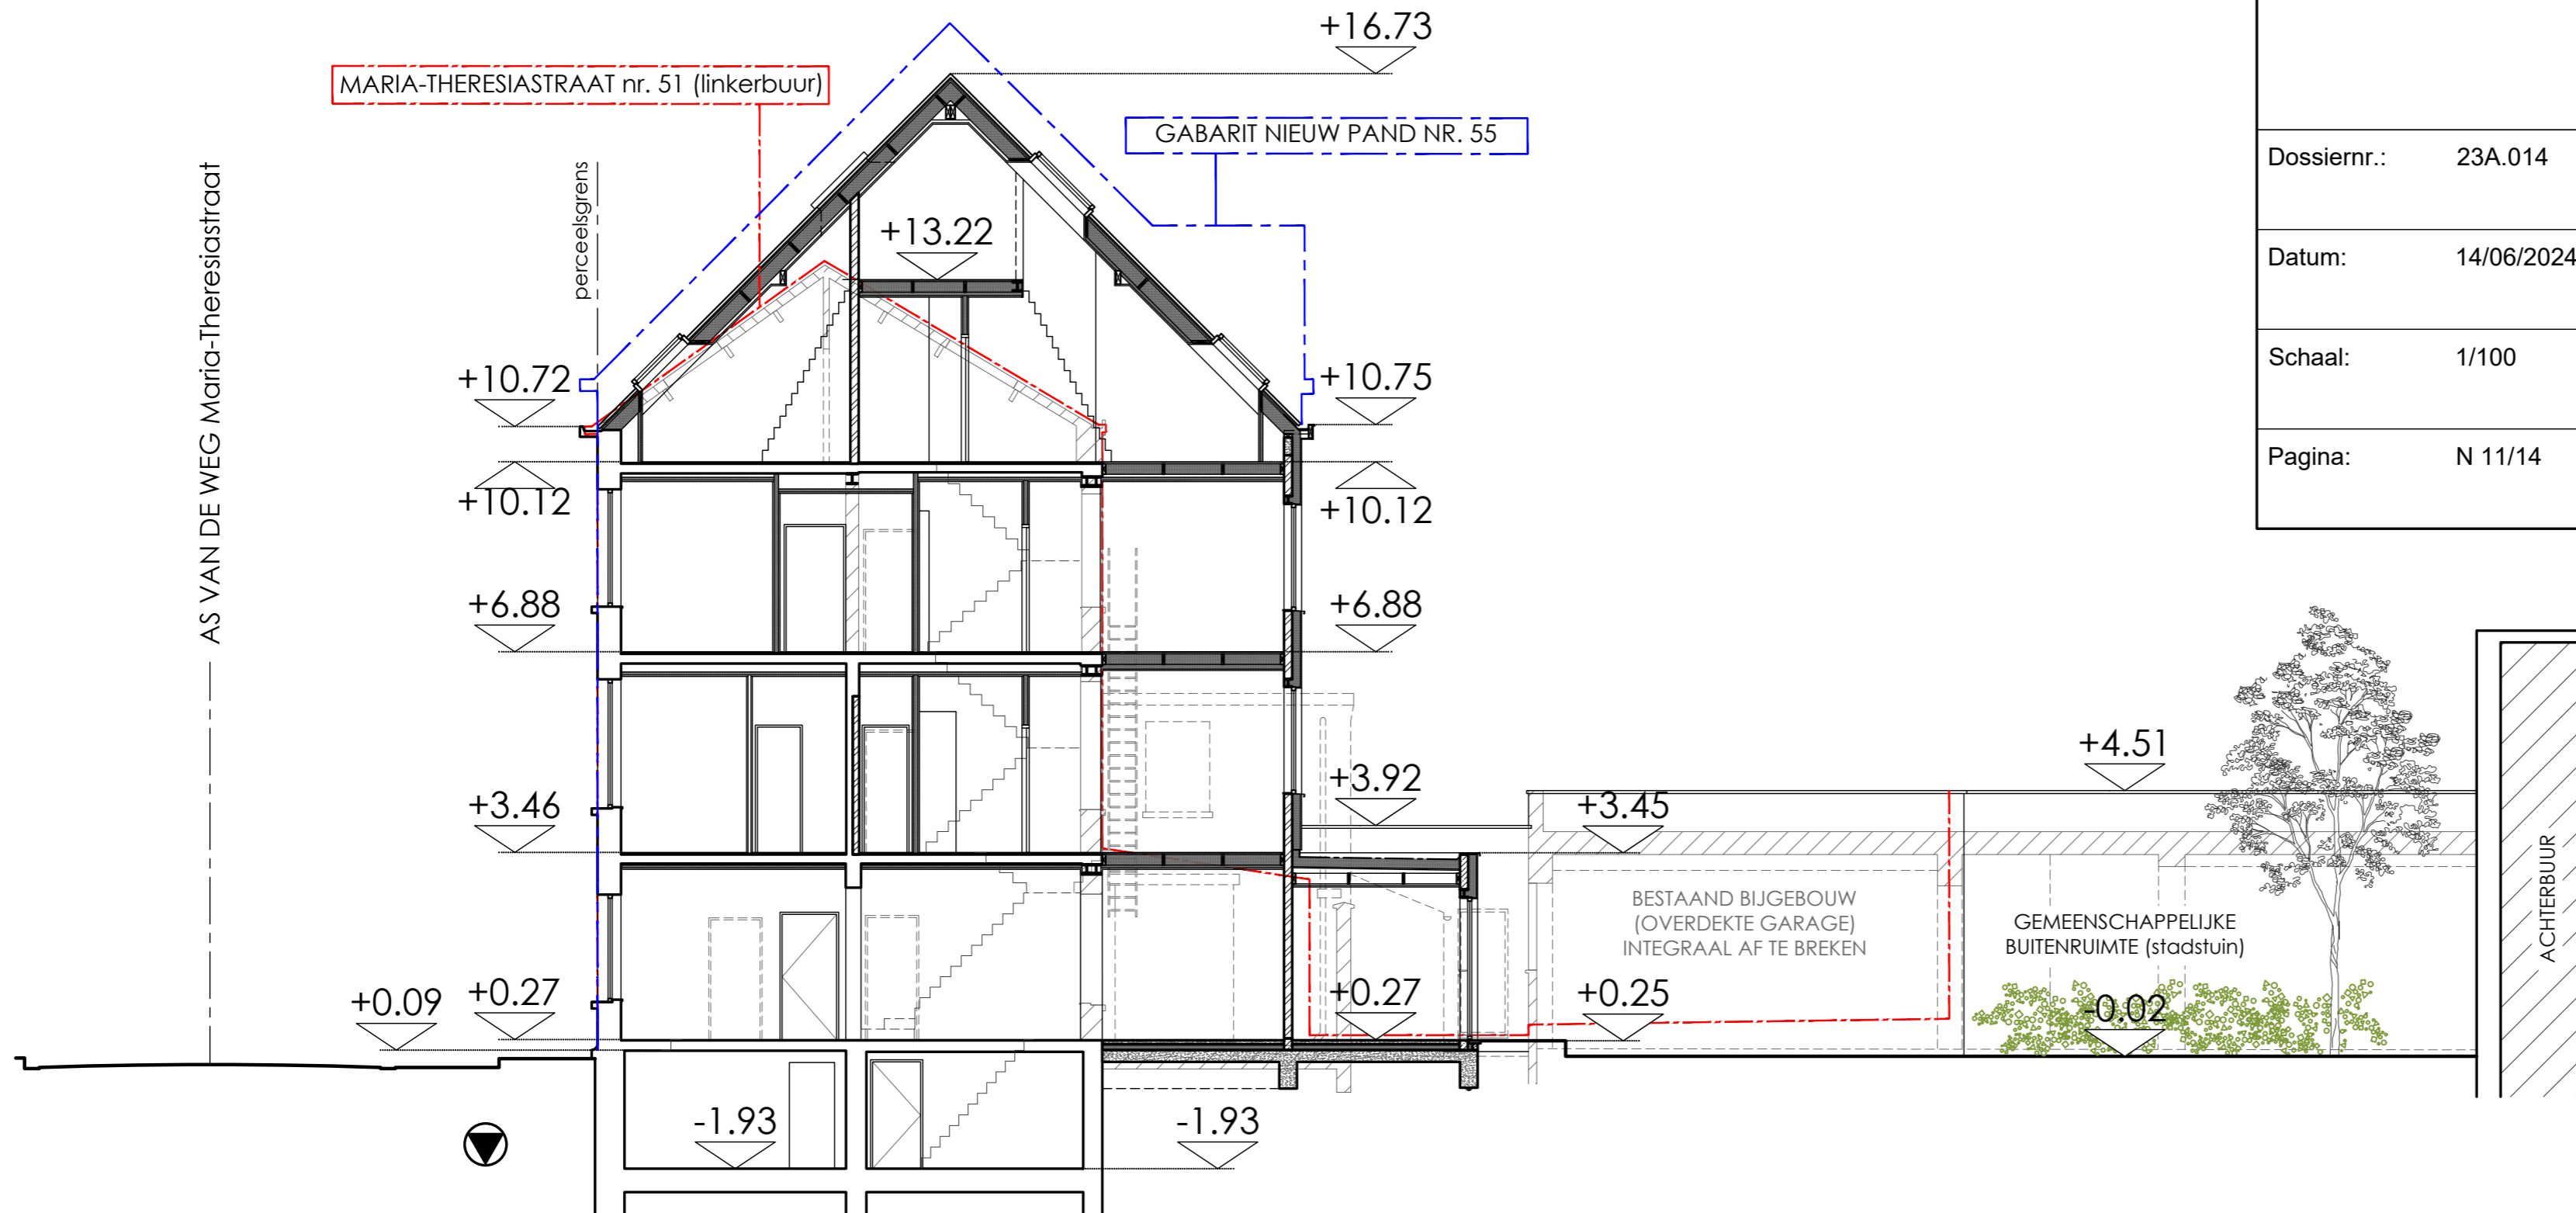 +16.73
MARIA-THERESIASTRAAT nr. 51 (linkerbuur)
GABARIT NIEUW PAND NR. 55
Dossiernr.: 23A.014
Datum: 14/06/2024
Schaal: 1/100
Pagina: N 11/14
AS VAN DE WEG Maria-Theresiastraat
perceelsgrens
+13.22
+10.72
+10.75
+10.12
+10.12
+6.88
+6.88
+4.51
+3.92
+3.46
+3.45
BESTAAND BIJGEBOUW
(OVERDEKTE GARAGE)
INTEGRAAL AF TE BREKEN
GEMEENSCHAPPELIJKE
BUITENRUIMTE (stadstuin)
ACHTERBUUR
+0.09
+0.27
+0.27
+0.25
-0.02
-1.93
-1.93